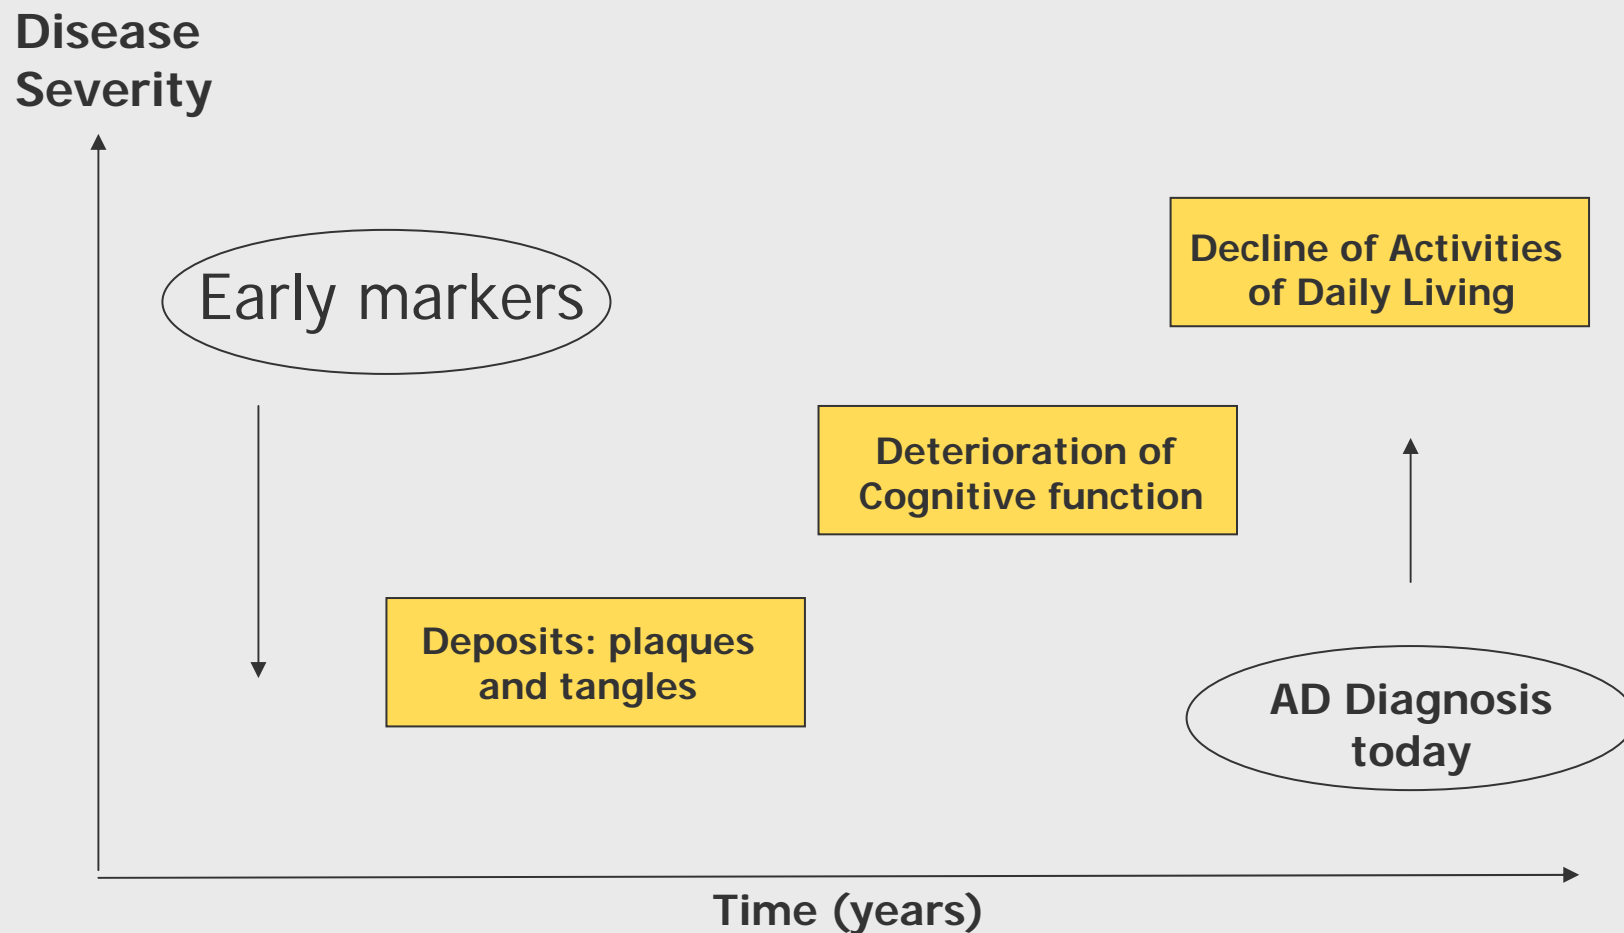 Disease
Severity
Early markers
Decline of Activities
of Daily Living
Deterioration of
Cognitive function
Deposits: plaques
and tangles
AD Diagnosis
today
Time (years)